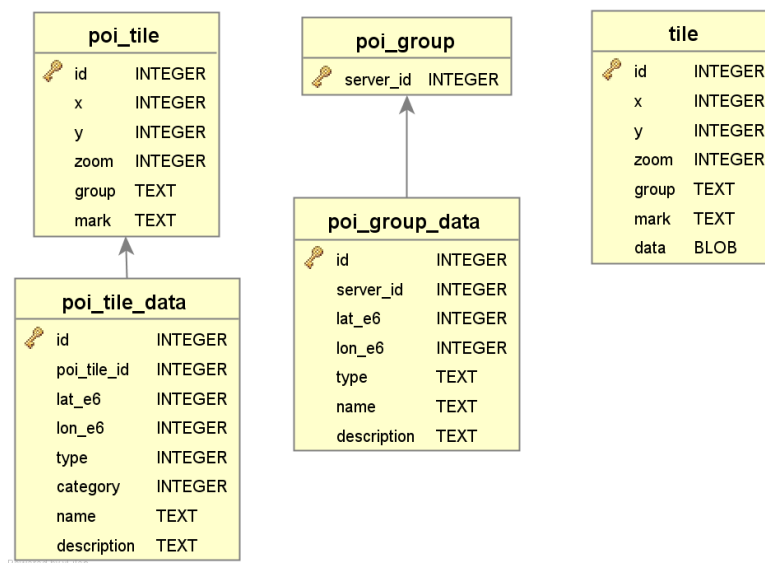 poi_tile
id INTEGER
x INTEGER
y INTEGER
zoom INTEGER
group TEXT
mark TEXT
poi_group
server_id INTEGER
tile
id INTEGER
x INTEGER
y INTEGER
zoom INTEGER
group TEXT
mark TEXT
data BLOB
poi_group_data
id INTEGER
server_id INTEGER
lat_e6 INTEGER
lon_e6 INTEGER
type TEXT
name TEXT
description TEXT
poi_tile_data
id INTEGER
poi_tile_id INTEGER
lat_e6 INTEGER
lon_e6 INTEGER
type INTEGER
category INTEGER
name TEXT
description TEXT